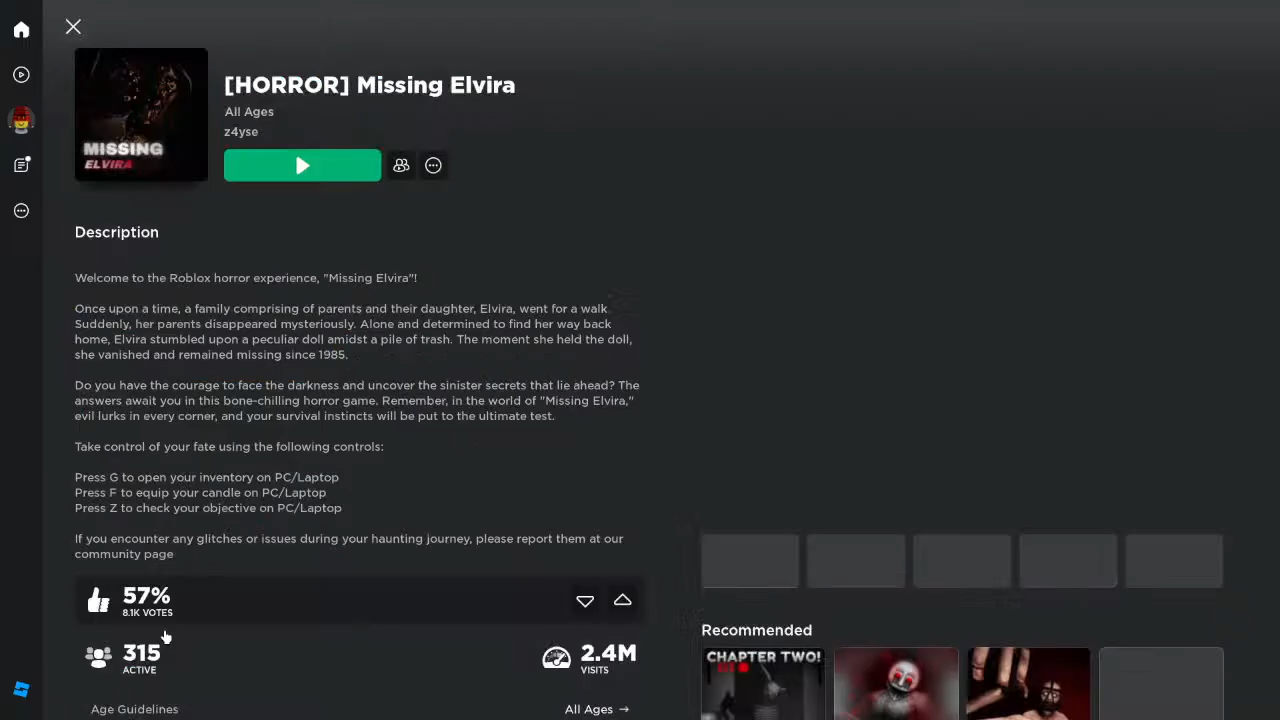 [HORROR] Missing Elvira
All Ages
z4yse
MISSING
ELVIRA
Description
Welcome to the Roblox horror experience, "Missing Elvira"!
Once upon a time, a family comprising of parents and their daughter, Elvira, went for a walk.
Suddenly, her parents disappeared mysteriously. Alone and determined to find her way back
home, Elvira stumbled upon a peculiar doll amidst a pile of trash. The moment she held the doll,
she vanished and remained missing since 1985.
Do you have the courage to face the darkness and uncover the sinister secrets that lie ahead? The
answers await you in this bone-chilling horror game. Remember, in the world of "Missing Elvira,"
evil lurks in every corner, and your survival instincts will be put to the ultimate test.
Take control of your fate using the following controls:
Press G to open your inventory on PC/Laptop
Press F to equip your candle on PC/Laptop
Press Z to check your objective on PC/Laptop
If you encounter any glitches or issues during your haunting journey, please report them at our
community page
57%
8.1K VOTES
315
ACTIVE
2.4M
VISITS
Age Guidelines
All Ages →
Recommended
CHAPTER TWO!